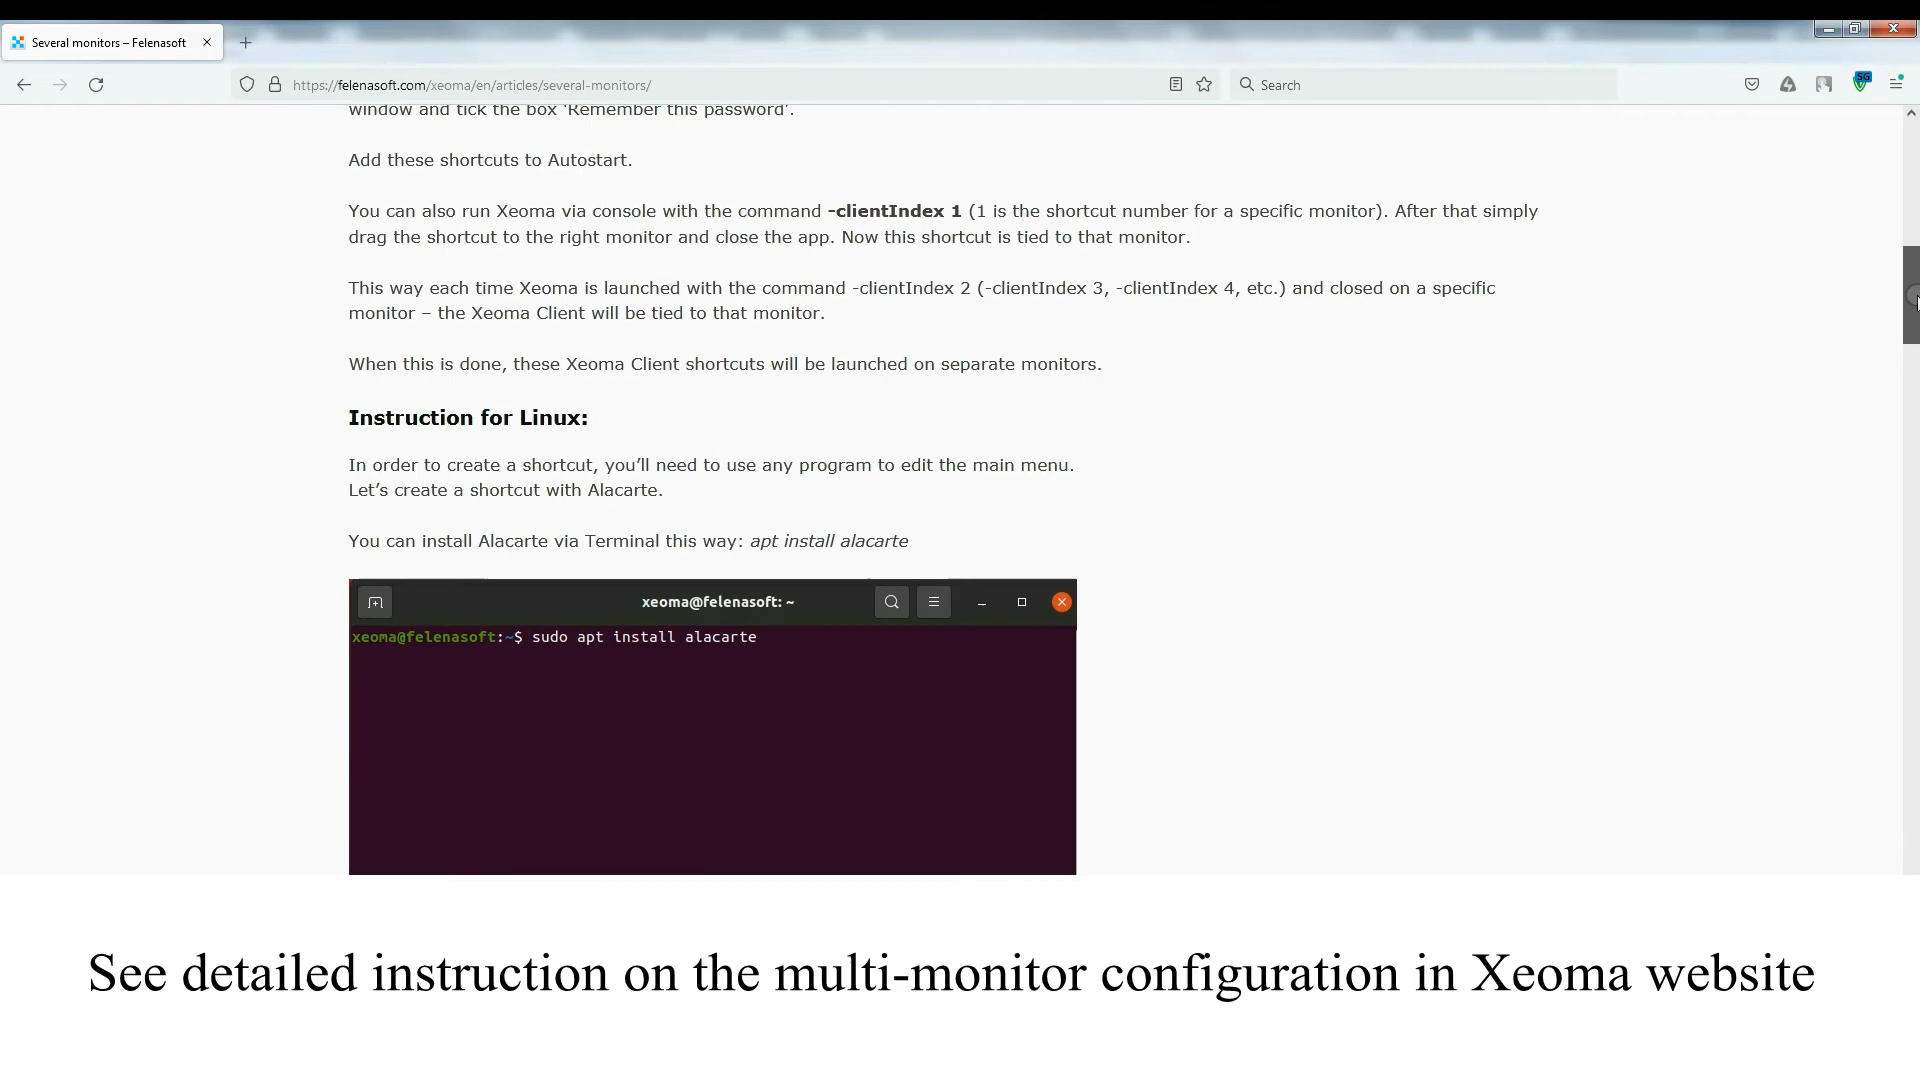 Several monitors – Felenasoft
https://felenasoft.com/xeoma/en/articles/several-monitors/
Search
SG
window and tick the box 'Remember this password'.
Add these shortcuts to Autostart.
You can also run Xeoma via console with the command -clientIndex 1 (1 is the shortcut number for a specific monitor). After that simply
drag the shortcut to the right monitor and close the app. Now this shortcut is tied to that monitor.
This way each time Xeoma is launched with the command -clientIndex 2 (-clientIndex 3, -clientIndex 4, etc.) and closed on a specific
monitor – the Xeoma Client will be tied to that monitor.
When this is done, these Xeoma Client shortcuts will be launched on separate monitors.
Instruction for Linux:
In order to create a shortcut, you'll need to use any program to edit the main menu.
Let's create a shortcut with Alacarte.
You can install Alacarte via Terminal this way: apt install alacarte
xeoma@felenasoft: ~
xeoma@felenasoft:~$ sudo apt install alacarte
See detailed instruction on the multi-monitor configuration in Xeoma website